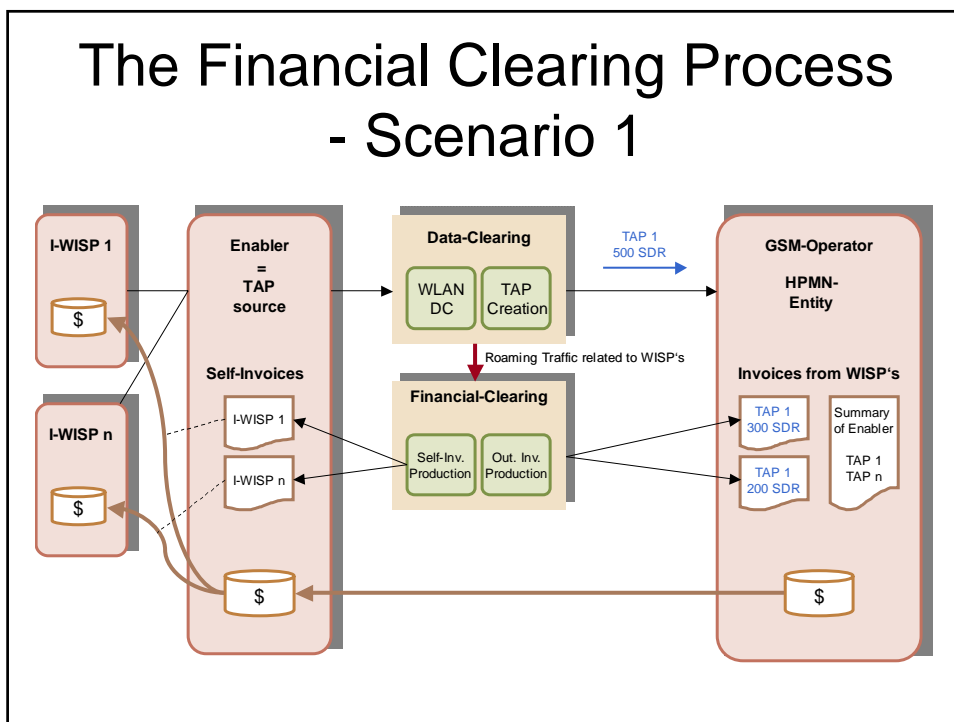 The Financial Clearing Process
- Scenario 1
I-WISP 1
$
I-WISP n
$
Enabler
=
TAP
source
Self-Invoices
I-WISP 1
I-WISP n
$
Data-Clearing
WLAN
DC
TAP
Creation
Roaming Traffic related to WISP's
Financial-Clearing
Self-Inv.
Production
Out. Inv.
Production
TAP 1
500 SDR
GSM-Operator
HPMN-
Entity
Invoices from WISP‘s
TAP 1
300 SDR
TAP 1
200 SDR
Summary
of Enabler
TAP 1
TAP n
$